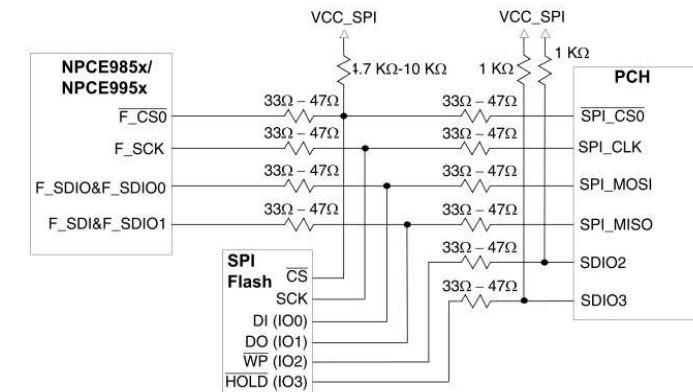 VCC_SPI
VCC_SPI
4.7 KΩ-10 KΩ
1 KΩ
1 KΩ
NPCE985x/
NPCE995x
PCH
F_CS0
33Ω – 47Ω
33Ω – 47Ω
SPI_CS0
F_SCK
33Ω – 47Ω
33Ω – 47Ω
SPI_CLK
F_SDIO&F_SDIO0
33Ω – 47Ω
33Ω – 47Ω
SPI_MOSI
F_SDI&F_SDIO1
33Ω – 47Ω
33Ω – 47Ω
SPI_MISO
33Ω – 47Ω
SDIO2
33Ω – 47Ω
SDIO3
SPI
Flash
CS
SCK
DI (IO0)
DO (IO1)
WP (IO2)
HOLD (IO3)